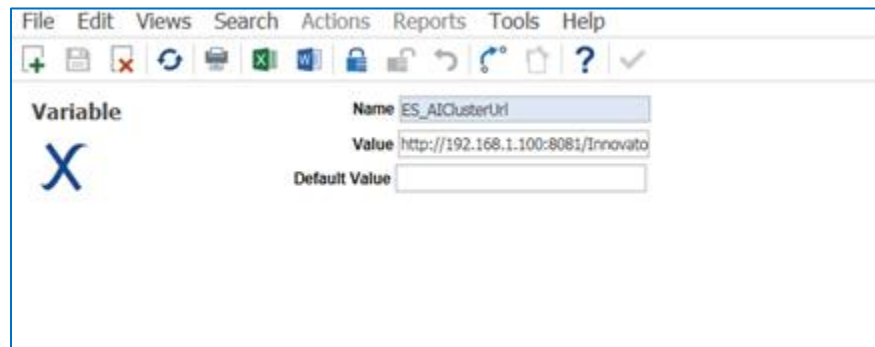 File Edit Views Search Actions Reports Tools Help
Variable
Name ES_AIClusterUrl
Value http://192.168.1.100:8081/Innovato
Default Value